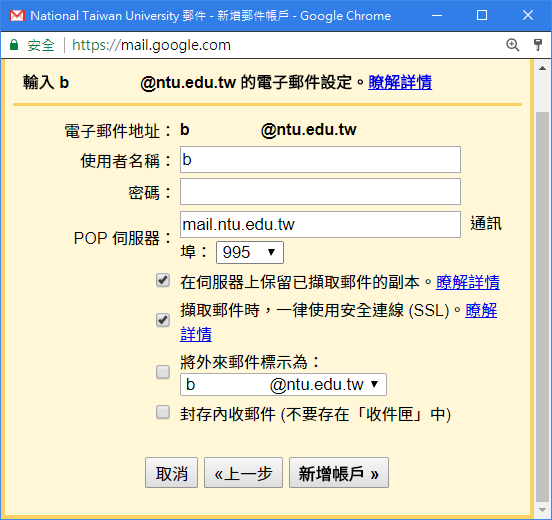 National Taiwan University 郵件 - 新增郵件帳戶 - Google Chrome
安全 https://mail.google.com
輸入 b @ntu.edu.tw 的電子郵件設定。瞭解詳情
電子郵件地址： b @ntu.edu.tw
使用者名稱： b
密碼：
POP 伺服器： mail.ntu.edu.tw 通訊
埠： 995
在伺服器上保留已擷取郵件的副本。瞭解詳情
擷取郵件時，一律使用安全連線 (SSL)。瞭解
詳情
將外來郵件標示為：
b @ntu.edu.tw
封存內收郵件 (不要存在「收件匣」中)
取消 «上一步 新增帳戶 »